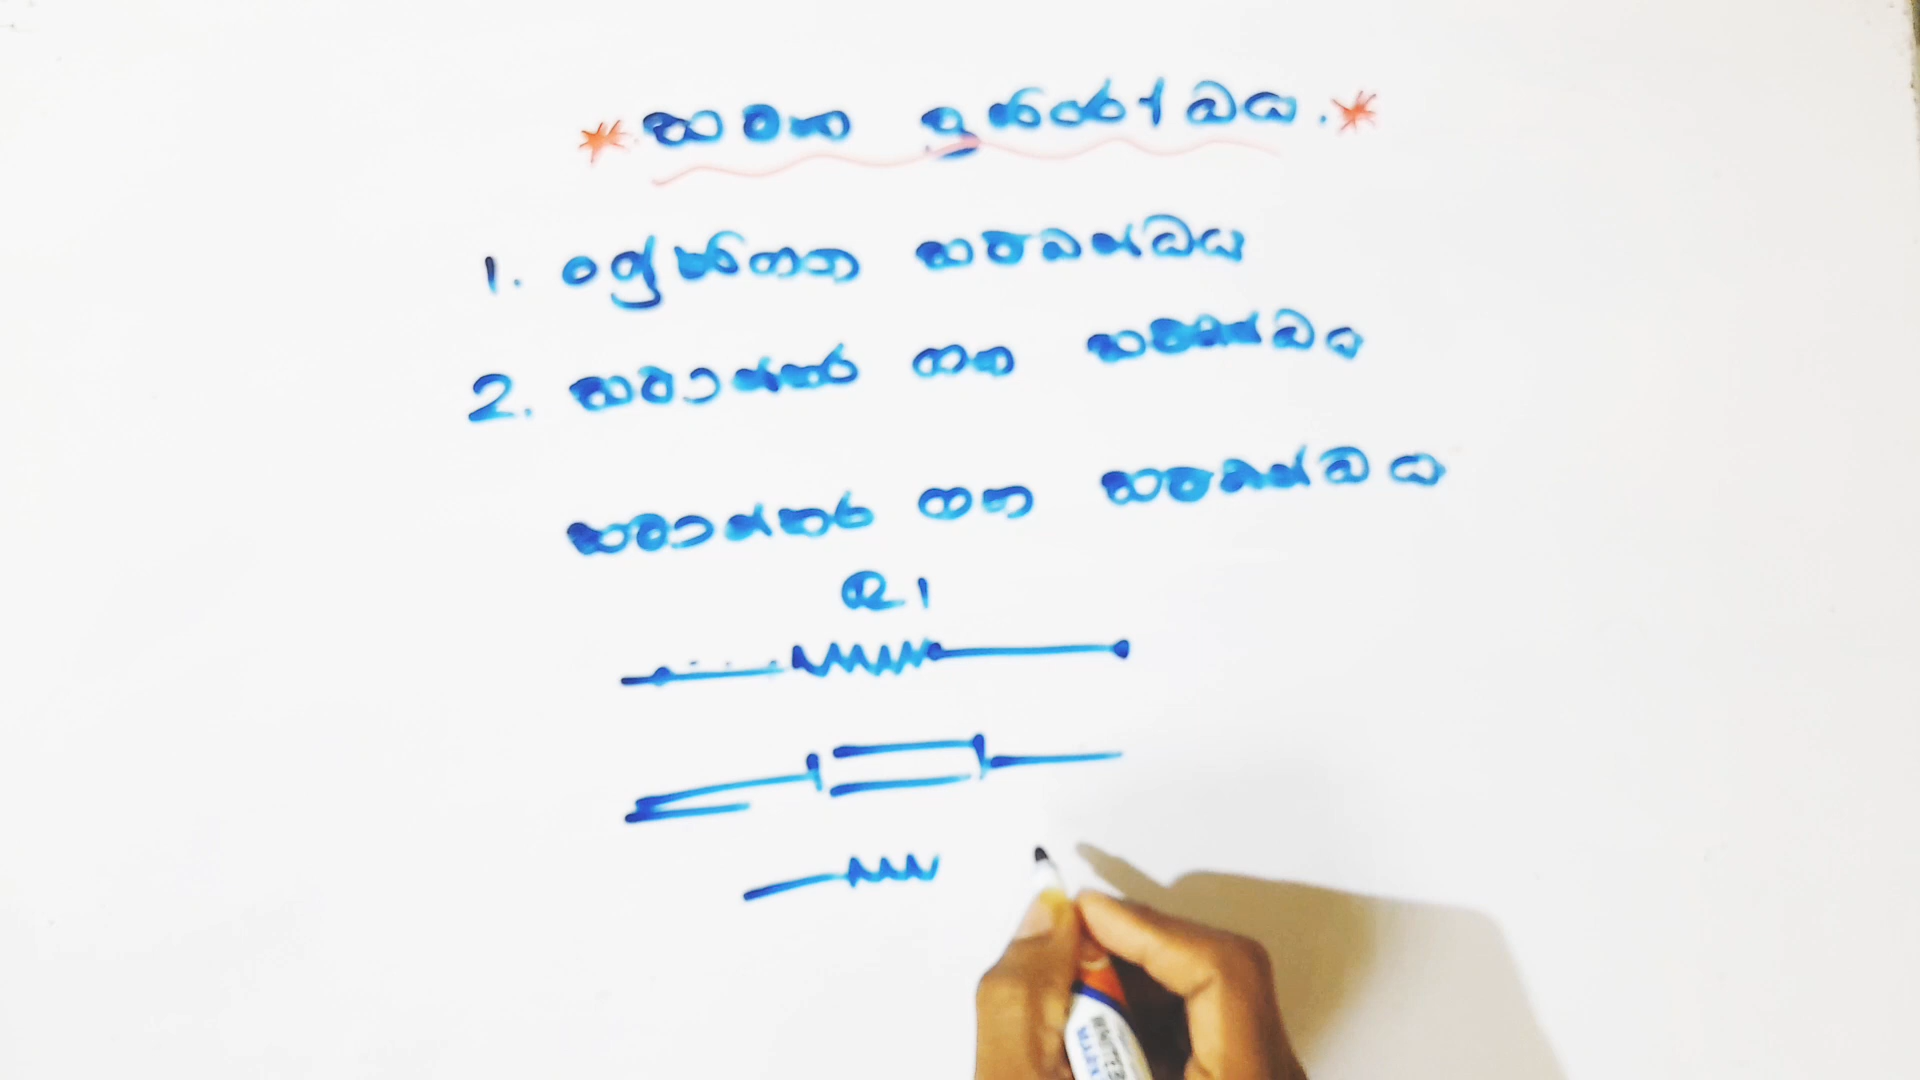 සමක ප්‍රතිරෝධය.
1. ශ්‍රේණිගත සම්බන්ධය
2. සමාන්තර ගත සම්බන්ධය
සමාන්තර ගත සම්බන්ධය
R1